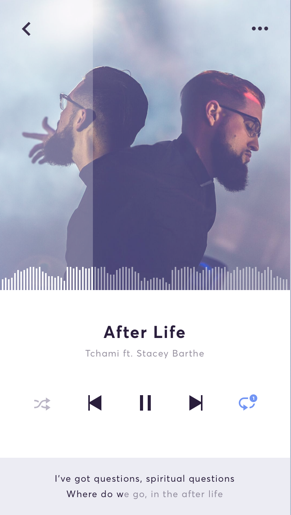 After Life
Tchami ft. Stacey Barthe
1
I've got questions, spiritual questions
Where do we go, in the after life